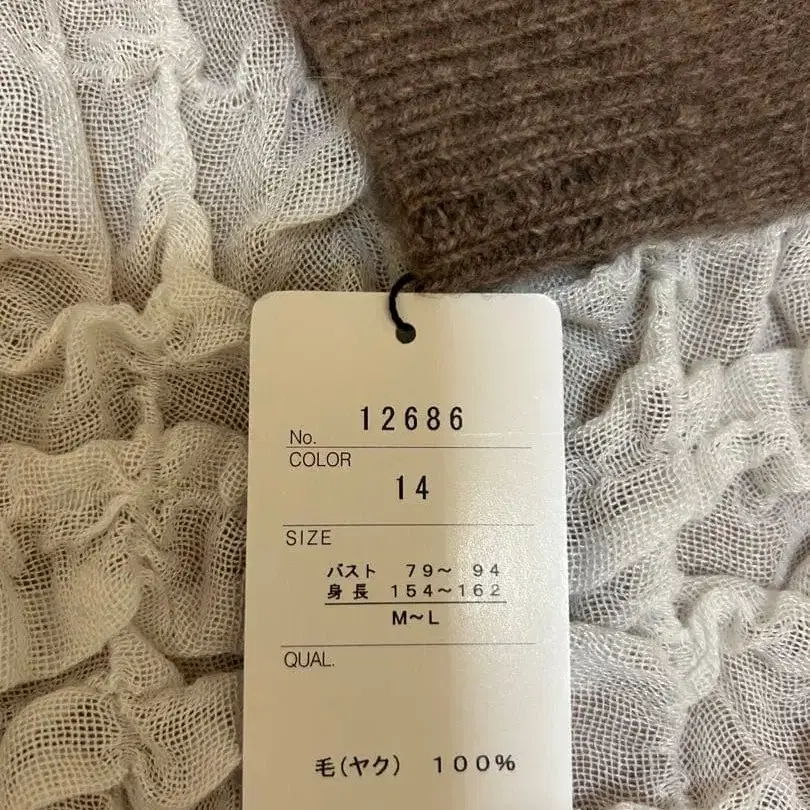 No. 12686
COLOR
14
SIZE
バスト 79～94
身長 154～162
M～L
QUAL.
毛(ヤク) 100%